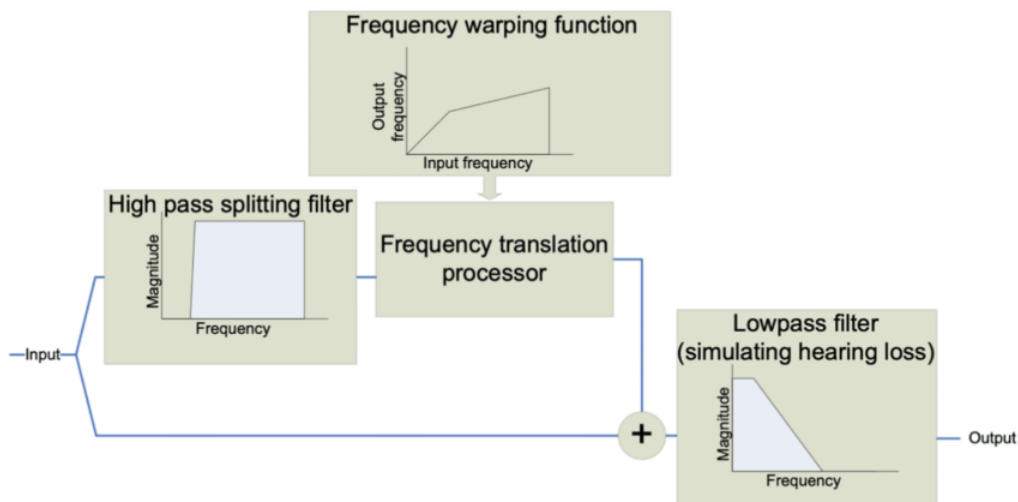 Frequency warping function
Output
frequency
Input frequency
High pass splitting filter
Magnitude
Frequency
Frequency translation
processor
Input
Lowpass filter
(simulating hearing loss)
Magnitude
Frequency
+
Output